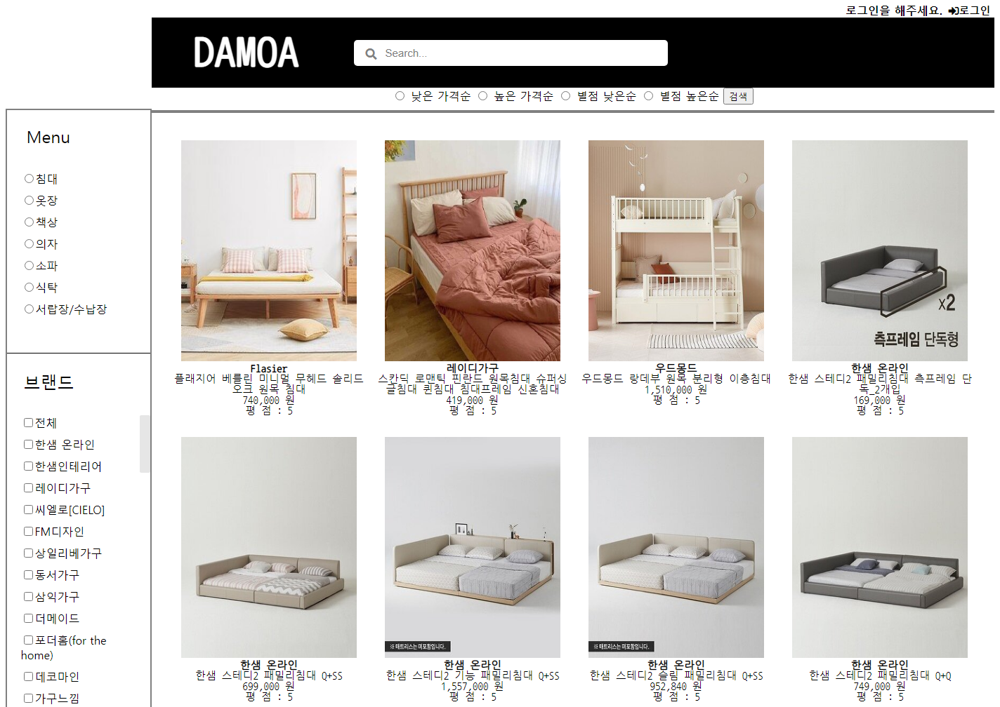 로그인을 해주세요. 로그인
DAMOA
Search...
낮은 가격순 높은 가격순 별점 낮은순 별점 높은순 검색
Menu
침대
옷장
책상
의자
소파
식탁
서랍장/수납장
브랜드
전체
한샘 온라인
한샘인테리어
레이디가구
씨엘로[CIELO]
FM디자인
상일리베가구
동서가구
삼익가구
더메이드
포더홈(for the
home)
데코마인
가구느낌
Flasier
플래지어 베를린 미니멀 무헤드 솔리드
오크 원목 침대
740,000 원
평 점 : 5
레이디가구
스칸딕 로맨틱 핀란드 원목침대 슈퍼싱
글침대 퀸침대 침대프레임 신혼침대
419,000 원
평 점 : 5
우드몽드
우드몽드 랑데부 원목 분리형 이층침대
1,510,000 원
평 점 : 5
x2
측프레임 단독형
한샘 온라인
한샘 스테디2 패밀리침대 측프레임 단
독_2개입
169,000 원
평 점 : 5
한샘 온라인
한샘 스테디2 패밀리침대 Q+SS
699,000 원
평 점 : 5
※ 매트리스는 미포함입니다.
한샘 온라인
한샘 스테디2 기능 패밀리침대 Q+SS
1,557,000 원
평 점 : 5
※ 매트리스는 미포함입니다.
한샘 온라인
한샘 스테디2 슬림 패밀리침대 Q+SS
952,840 원
평 점 : 5
한샘 온라인
한샘 스테디2 패밀리침대 Q+Q
749,000 원
평 점 : 5